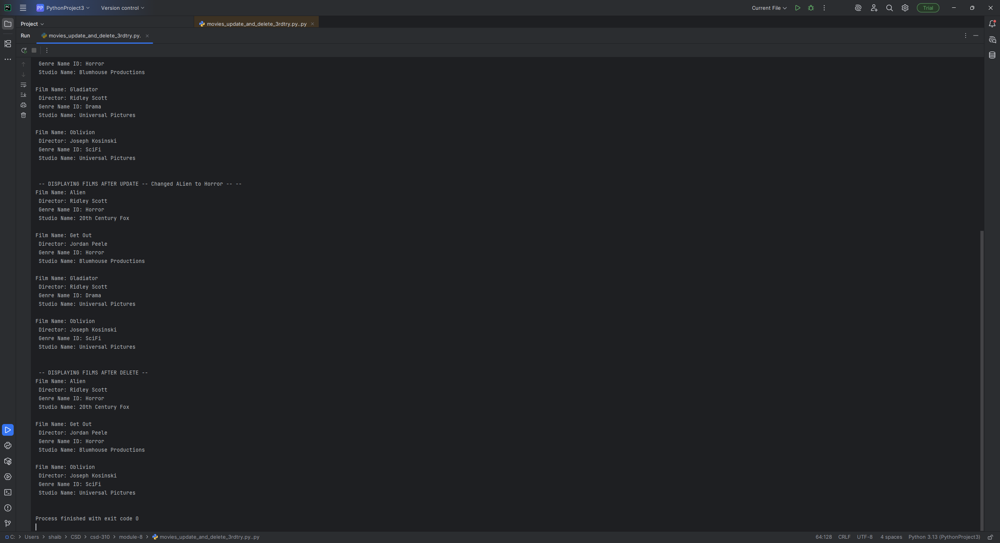 PC PP PythonProject3 Version control Current File Trial
Project movies_update_and_delete_3rdtry.py..py
Run movies_update_and_delete_3rdtry.py.
Genre Name ID: Horror
Studio Name: Blumhouse Productions
Film Name: Gladiator
Director: Ridley Scott
Genre Name ID: Drama
Studio Name: Universal Pictures
Film Name: Oblivion
Director: Joseph Kosinski
Genre Name ID: SciFi
Studio Name: Universal Pictures
-- DISPLAYING FILMS AFTER UPDATE -- Changed ALien to Horror -- --
Film Name: Alien
Director: Ridley Scott
Genre Name ID: Horror
Studio Name: 20th Century Fox
Film Name: Get Out
Director: Jordan Peele
Genre Name ID: Horror
Studio Name: Blumhouse Productions
Film Name: Gladiator
Director: Ridley Scott
Genre Name ID: Drama
Studio Name: Universal Pictures
Film Name: Oblivion
Director: Joseph Kosinski
Genre Name ID: SciFi
Studio Name: Universal Pictures
-- DISPLAYING FILMS AFTER DELETE --
Film Name: Alien
Director: Ridley Scott
Genre Name ID: Horror
Studio Name: 20th Century Fox
Film Name: Get Out
Director: Jordan Peele
Genre Name ID: Horror
Studio Name: Blumhouse Productions
Film Name: Oblivion
Director: Joseph Kosinski
Genre Name ID: SciFi
Studio Name: Universal Pictures
Process finished with exit code 0
C: > Users > shaib > CSD > csd-310 > module-8 > movies_update_and_delete_3rdtry.py..py 64:128 CRLF UTF-8 4 spaces Python 3.13 (PythonProject3)